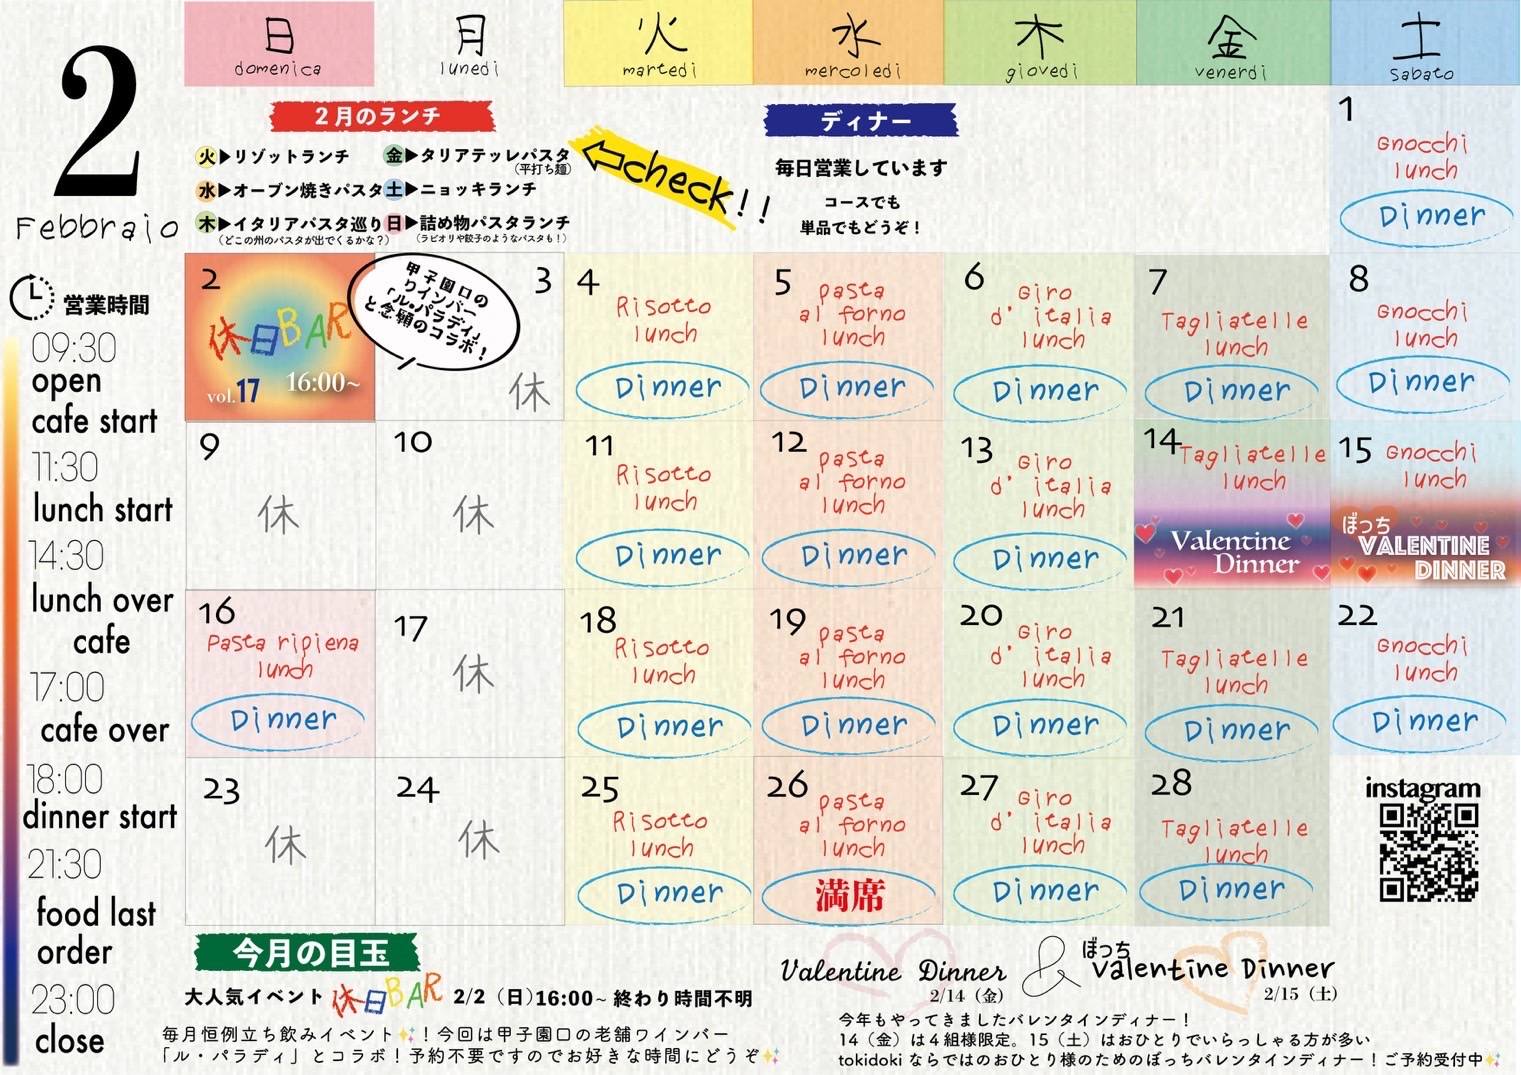 2
Febbraio
日
domenica
月
lunedi
火
martedi
水
mercoledi
木
giovedi
金
venerdi
土
sabato
2月のランチ
火▶リゾットランチ
金▶タリアテッレパスタ
(平打ち麺)
水▶オーブン焼きパスタ
土▶ニョッキランチ
木▶イタリアパスタ巡り
(どこの州のパスタが出でくるかな?)
日▶詰め物パスタランチ
(ラビオリや餃子のようなパスタも!)
⇦check!!
ディナー
毎日営業しています
コースでも
単品でもどうぞ!
1
Gnocchi
lunch
Dinner
営業時間
09:30
open
cafe start
11:30
lunch start
14:30
lunch over
cafe
17:00
cafe over
18:00
dinner start
21:30
food last
order
23:00
close
2
休日BAR
vol.17 16:00~
甲子園口の
ワインバー
「ル•パラディ」
と念願のコラボ!
3
休
4
Risotto
lunch
Dinner
5
pasta
al forno
lunch
Dinner
6
Giro
d' italia
lunch
Dinner
7
Tagliatelle
lunch
Dinner
8
Gnocchi
lunch
Dinner
9
休
10
休
11
Risotto
lunch
Dinner
12
pasta
al forno
lunch
Dinner
13
Giro
d' italia
lunch
Dinner
14
Tagliatelle
lunch
Valentine
Dinner
15
Gnocchi
lunch
ぼっち
VALENTINE
DINNER
16
Pasta ripiena
lunch
Dinner
17
休
18
Risotto
lunch
Dinner
19
pasta
al forno
lunch
Dinner
20
Giro
d' italia
lunch
Dinner
21
Tagliatelle
lunch
Dinner
22
Gnocchi
lunch
Dinner
23
休
24
休
25
Risotto
lunch
Dinner
26
pasta
al forno
lunch
満席
27
Giro
d' italia
lunch
Dinner
28
Tagliatelle
lunch
Dinner
instagram
今月の目玉
大人気イベント 休日BAR 2/2(日)16:00~ 終わり時間不明
毎月恒例立ち飲みイベント✨!今回は甲子園口の老舗ワインバー
「ル・パラディ」とコラボ!予約不要ですのでお好きな時間にどうぞ✨
Valentine Dinner
2/14(金)
&
ぼっち
Valentine Dinner
2/15(土)
今年もやってきましたバレンタインディナー!
14(金)は4組様限定。15(土)はおひとりでいらっしゃる方が多い
tokidoki ならではのおひとり様のためのぼっちバレンタインディナー!ご予約受付中✨